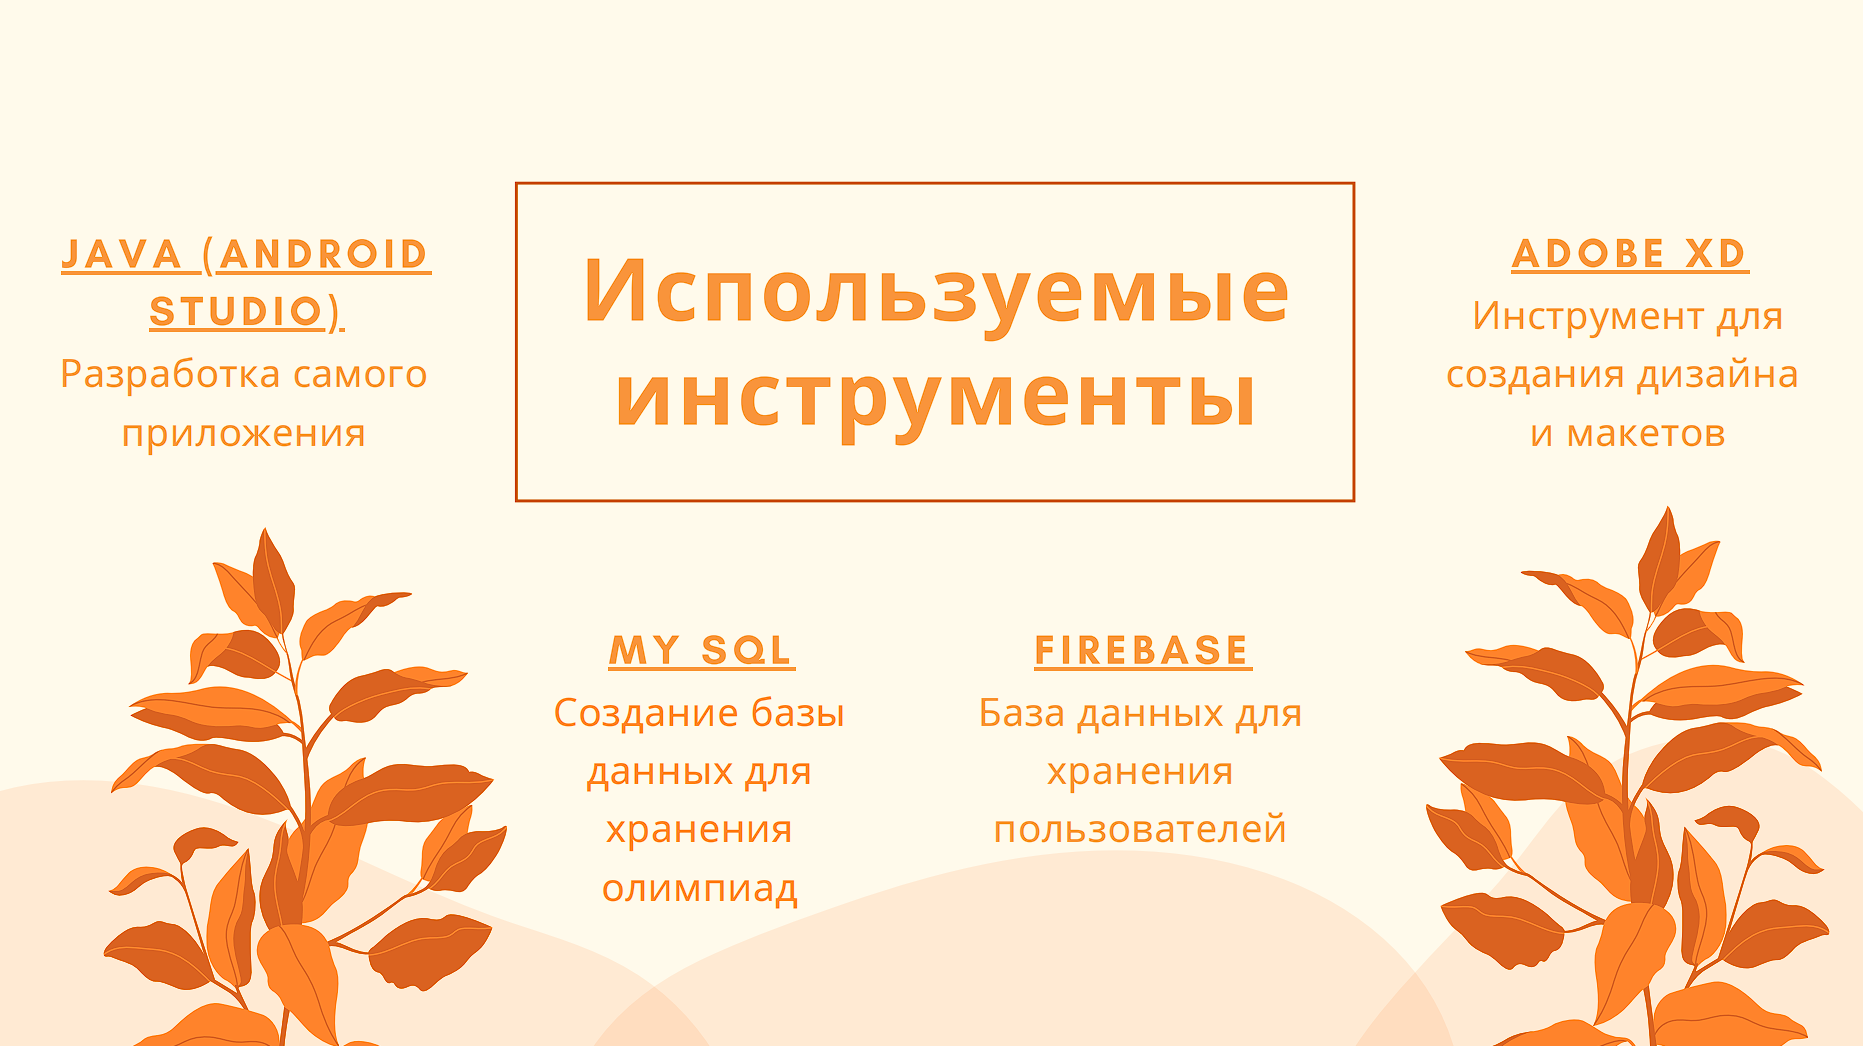 Используемые
инструменты
JAVA (ANDROID
STUDIO)
Разработка самого
приложения
ADOBE XD
Инструмент для
создания дизайна
и макетов
MY SQL
Создание базы
данных для
хранения
олимпиад
FIREBASE
База данных для
хранения
пользователей